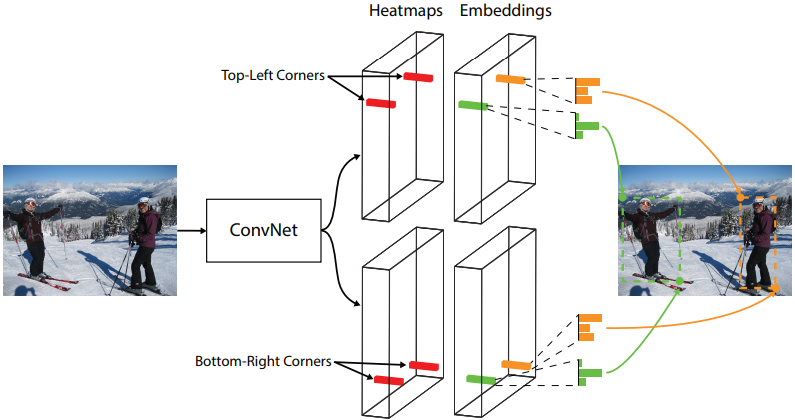 Heatmaps
Embeddings
Top-Left Corners
ConvNet
Bottom-Right Corners